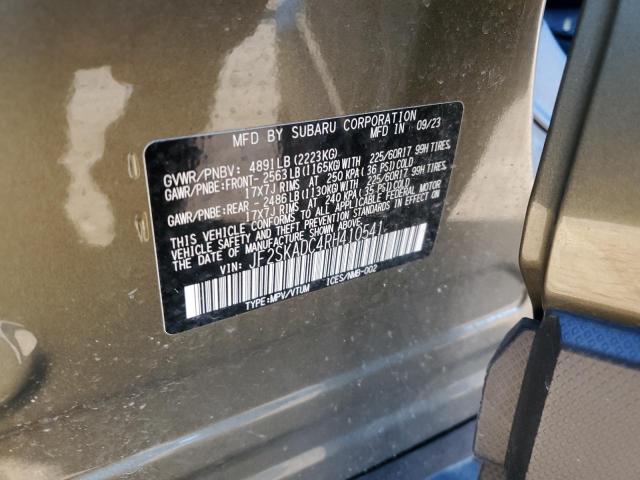 MFD BY SUBARU CORPORATION
MFD IN 09/23
GVWR/PNBV: 4891LB (2223KG)
GAWR/PNBE: FRONT- 2563LB (1165KG) WITH 225/60R17 99H TIRES,
17X7J RIMS AT 250 KPA (36 PSI) COLD
GAWR/PNBE: REAR - 2486LB (1130KG) WITH 225/60R17 99H TIRES,
17X7J RIMS AT 240 KPA (35 PSI) COLD
THIS VEHICLE CONFORMS TO ALL APPLICABLE FEDERAL MOTOR
VEHICLE SAFETY AND THEFT PREVENTION STANDARDS IN EFFECT ON
THE DATE OF MANUFACTURE SHOWN ABOVE.
VIN: JF2SKADC4RH410541
TYPE: MPV/VTUM ICES/NMB-002